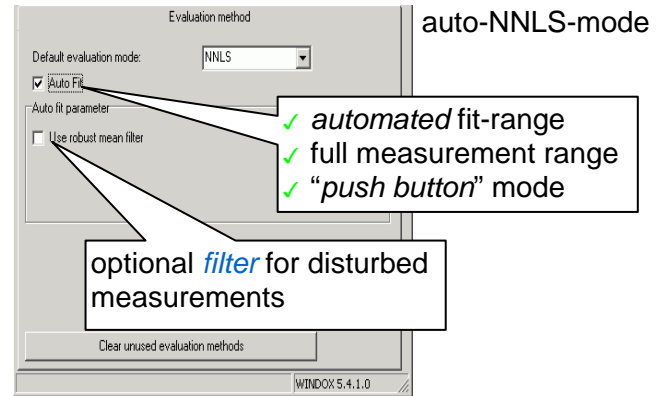 Evaluation method
auto-NNLS-mode
Default evaluation mode:
NNLS
Auto Fit
Auto fit parameter
Use robust mean filter
✓ automated fit-range
✓ full measurement range
✓ “push button” mode
optional filter for disturbed
measurements
Clear unused evaluation methods
WINDOX 5.4.1.0